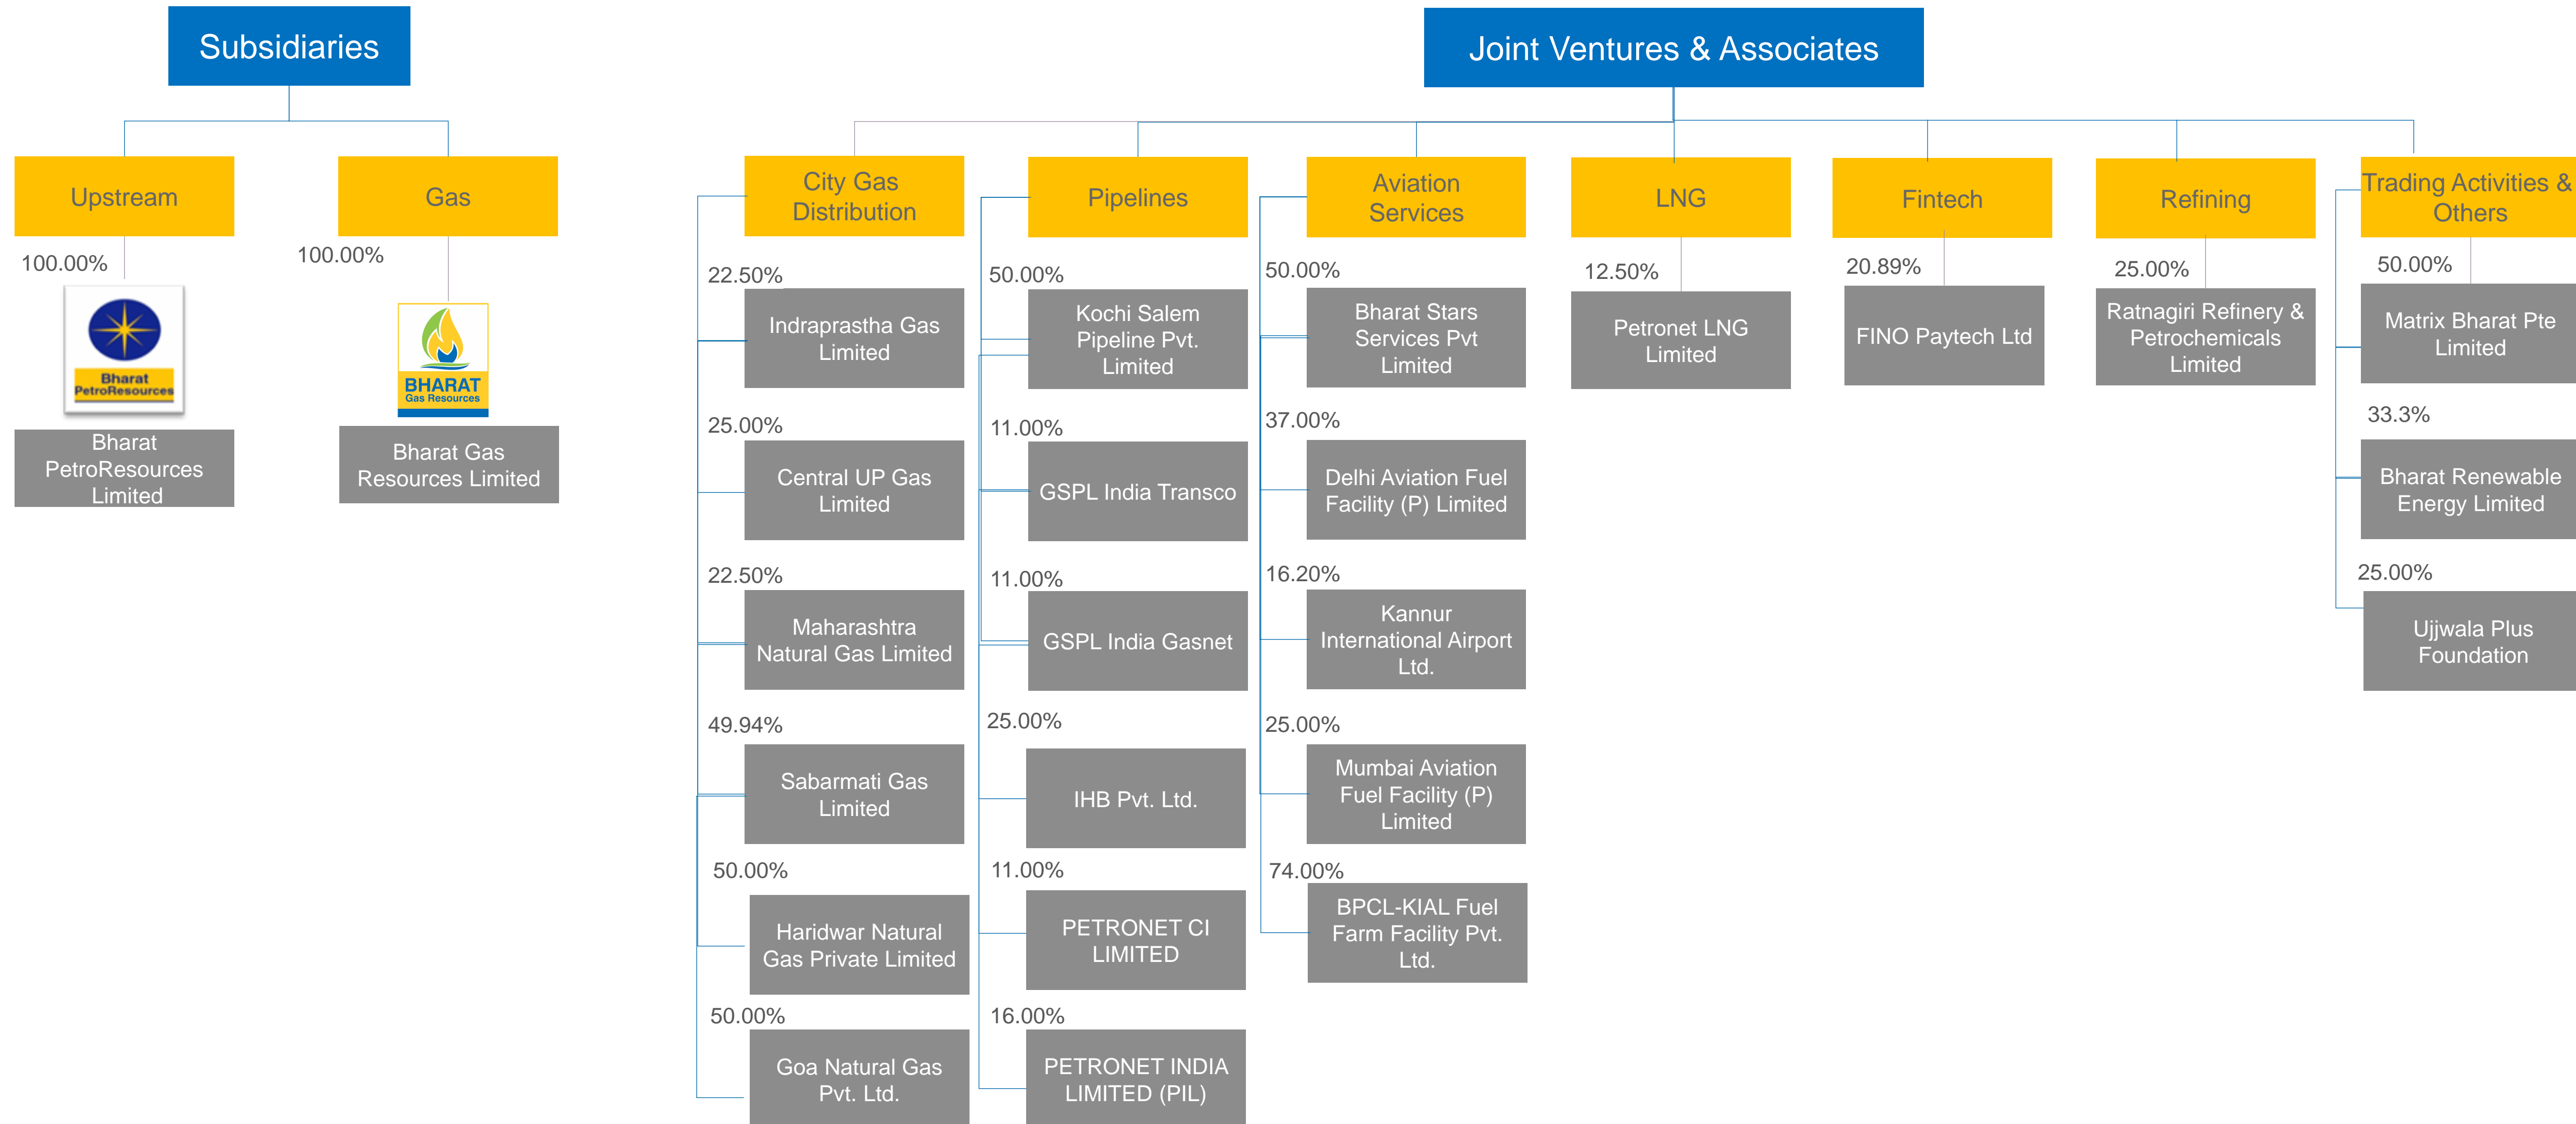 Subsidiaries
Upstream
100.00%
Bharat
PetroResources
Bharat
PetroResources
Limited
Gas
100.00%
BHARAT
Gas Resources
Bharat Gas
Resources Limited
Joint Ventures & Associates
City Gas
Distribution
22.50%
Indraprastha Gas
Limited
25.00%
Central UP Gas
Limited
22.50%
Maharashtra
Natural Gas Limited
49.94%
Sabarmati Gas
Limited
50.00%
Haridwar Natural
Gas Private Limited
50.00%
Goa Natural Gas
Pvt. Ltd.
Pipelines
50.00%
Kochi Salem
Pipeline Pvt.
Limited
11.00%
GSPL India Transco
11.00%
GSPL India Gasnet
25.00%
IHB Pvt. Ltd.
11.00%
PETRONET CI
LIMITED
16.00%
PETRONET INDIA
LIMITED (PIL)
Aviation
Services
50.00%
Bharat Stars
Services Pvt
Limited
37.00%
Delhi Aviation Fuel
Facility (P) Limited
16.20%
Kannur
International Airport
Ltd.
25.00%
Mumbai Aviation
Fuel Facility (P)
Limited
74.00%
BPCL-KIAL Fuel
Farm Facility Pvt.
Ltd.
LNG
12.50%
Petronet LNG
Limited
Fintech
20.89%
FINO Paytech Ltd
Refining
25.00%
Ratnagiri Refinery &
Petrochemicals
Limited
Trading Activities &
Others
50.00%
Matrix Bharat Pte
Limited
33.3%
Bharat Renewable
Energy Limited
25.00%
Ujjwala Plus
Foundation